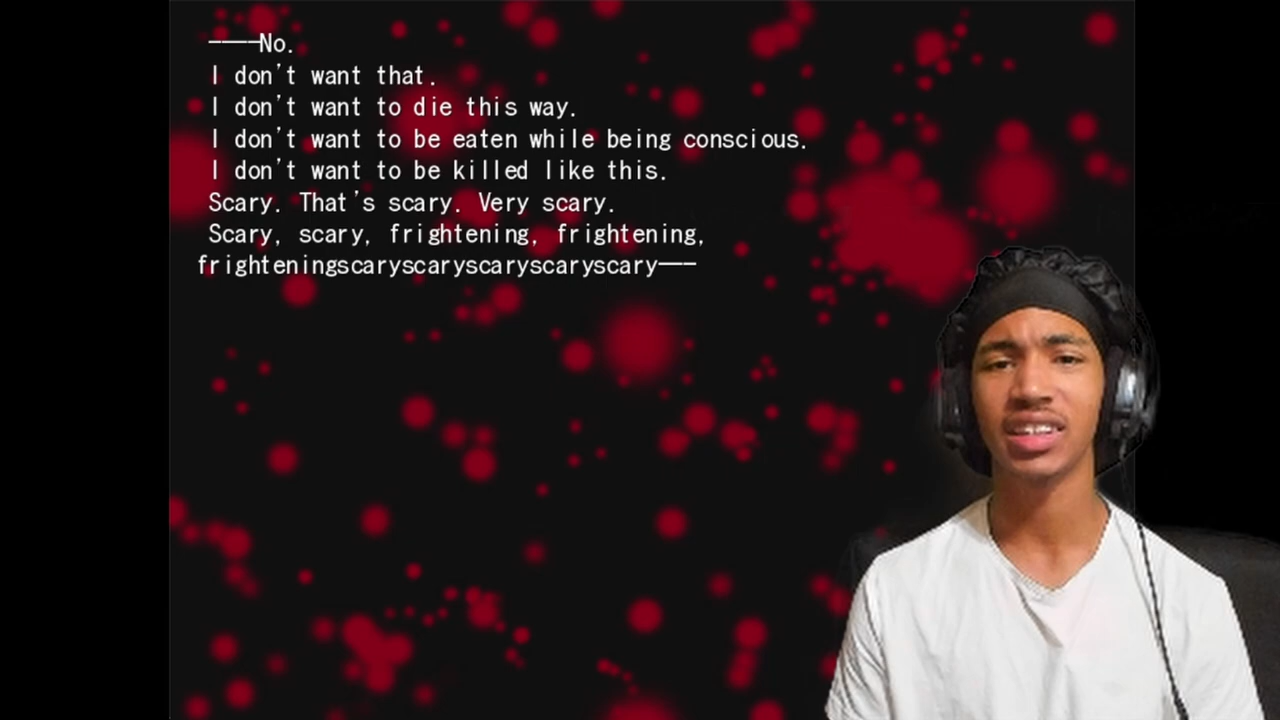 ———No.
I don't want that.
I don't want to die this way.
I don't want to be eaten while being conscious.
I don't want to be killed like this.
Scary. That's scary. Very scary.
Scary, scary, frightening, frightening,
frighteningscaryscaryscaryscaryscary———